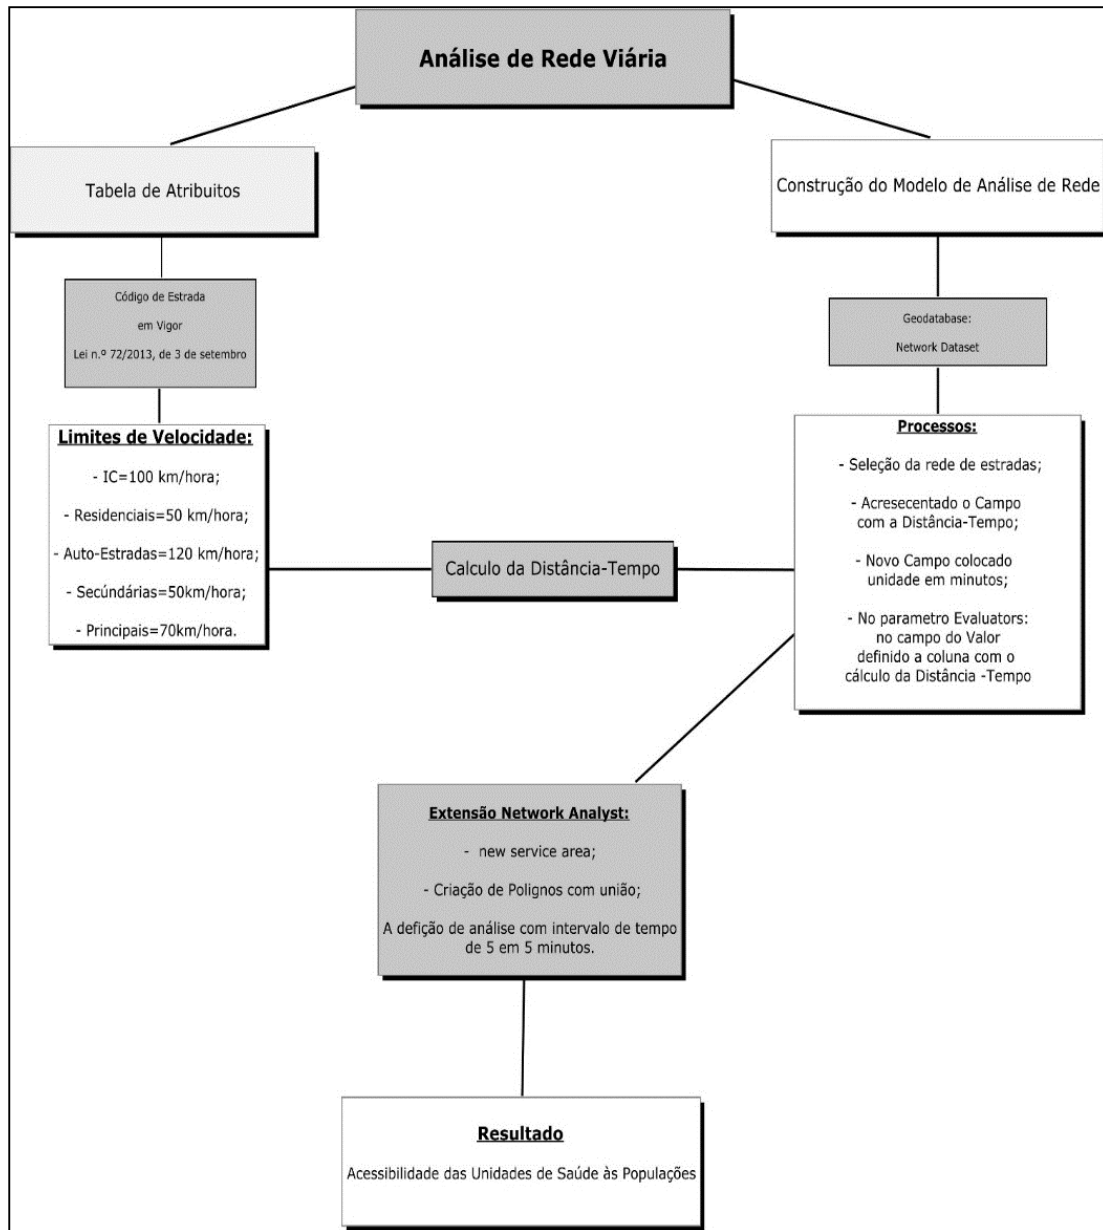 Análise de Rede Viária
Tabela de Atribuitos
Construção do Modelo de Análise de Rede
Código de Estrada
em Vigor
Lei n.º 72/2013, de 3 de setembro
Geodatabase:
Network Dataset
Limites de Velocidade:
- IC=100 km/hora;
- Residenciais=50 km/hora;
- Auto-Estradas=120 km/hora;
- Secúndárias=50km/hora;
- Principais=70km/hora.
Calculo da Distância-Tempo
Processos:
- Seleção da rede de estradas;
- Acresecentado o Campo
com a Distância-Tempo;
- Novo Campo colocado
unidade em minutos;
- No parametro Evaluators:
no campo do Valor
definido a coluna com o
cálculo da Distância -Tempo
Extensão Network Analyst:
- new service area;
- Criação de Polignos com união;
A defição de análise com intervalo de tempo
de 5 em 5 minutos.
Resultado
Acessibilidade das Unidades de Saúde às Populações